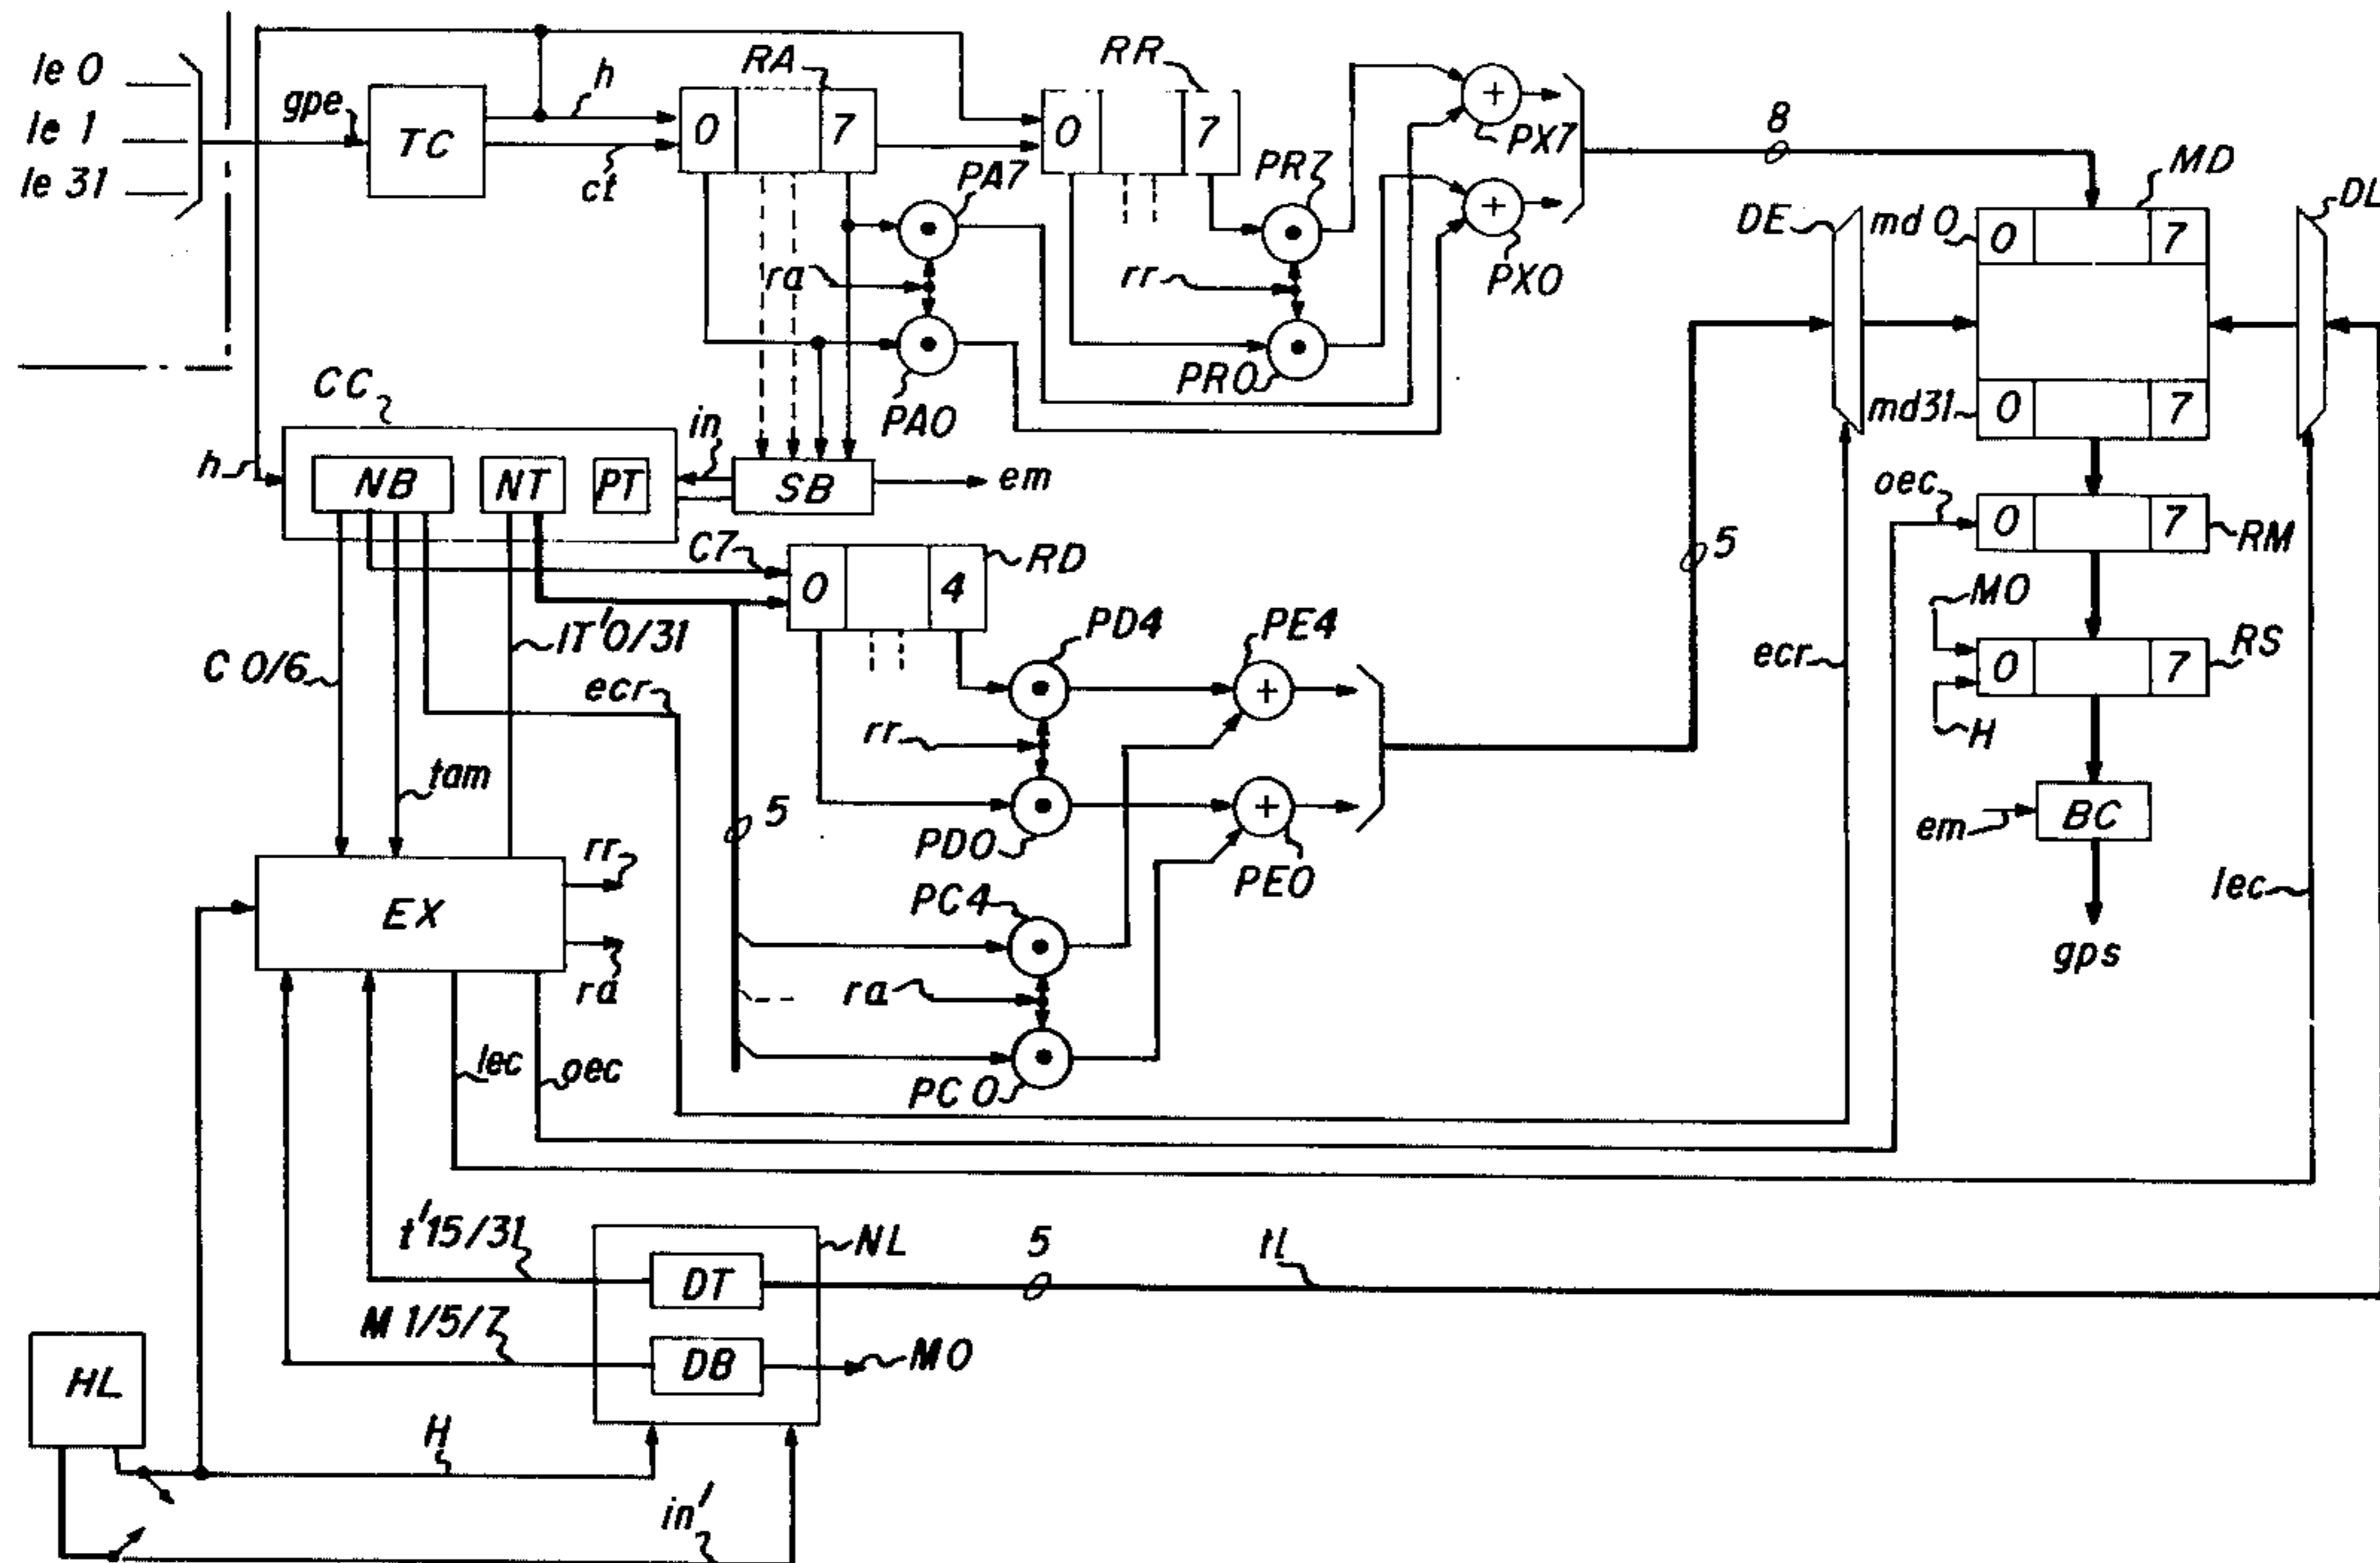 le 0
le 1
le 31
gpe
TC
h
ct
RA
0 7
RR
0 7
PA7
ra
PA0
PR7
rr
PR0
PX7
PX0
8
MD
md 0
0 7
md31
0 7
DE
DL
CC
h
NB
NT
PT
in
SB
em
oec
0 7
RM
C7
RD
0 4
5
MO
0 7
RS
H
C 0/6
IT'0/31
ecr
tam
PD4
PE4
rr
PD0
PE0
ecr
BC
em
gps
lec
5
EX
rr
ra
PC4
ra
PC0
lec
oec
t'15/31
NL
DT
5
tL
M 1/5/7
DB
MO
HL
H
in'